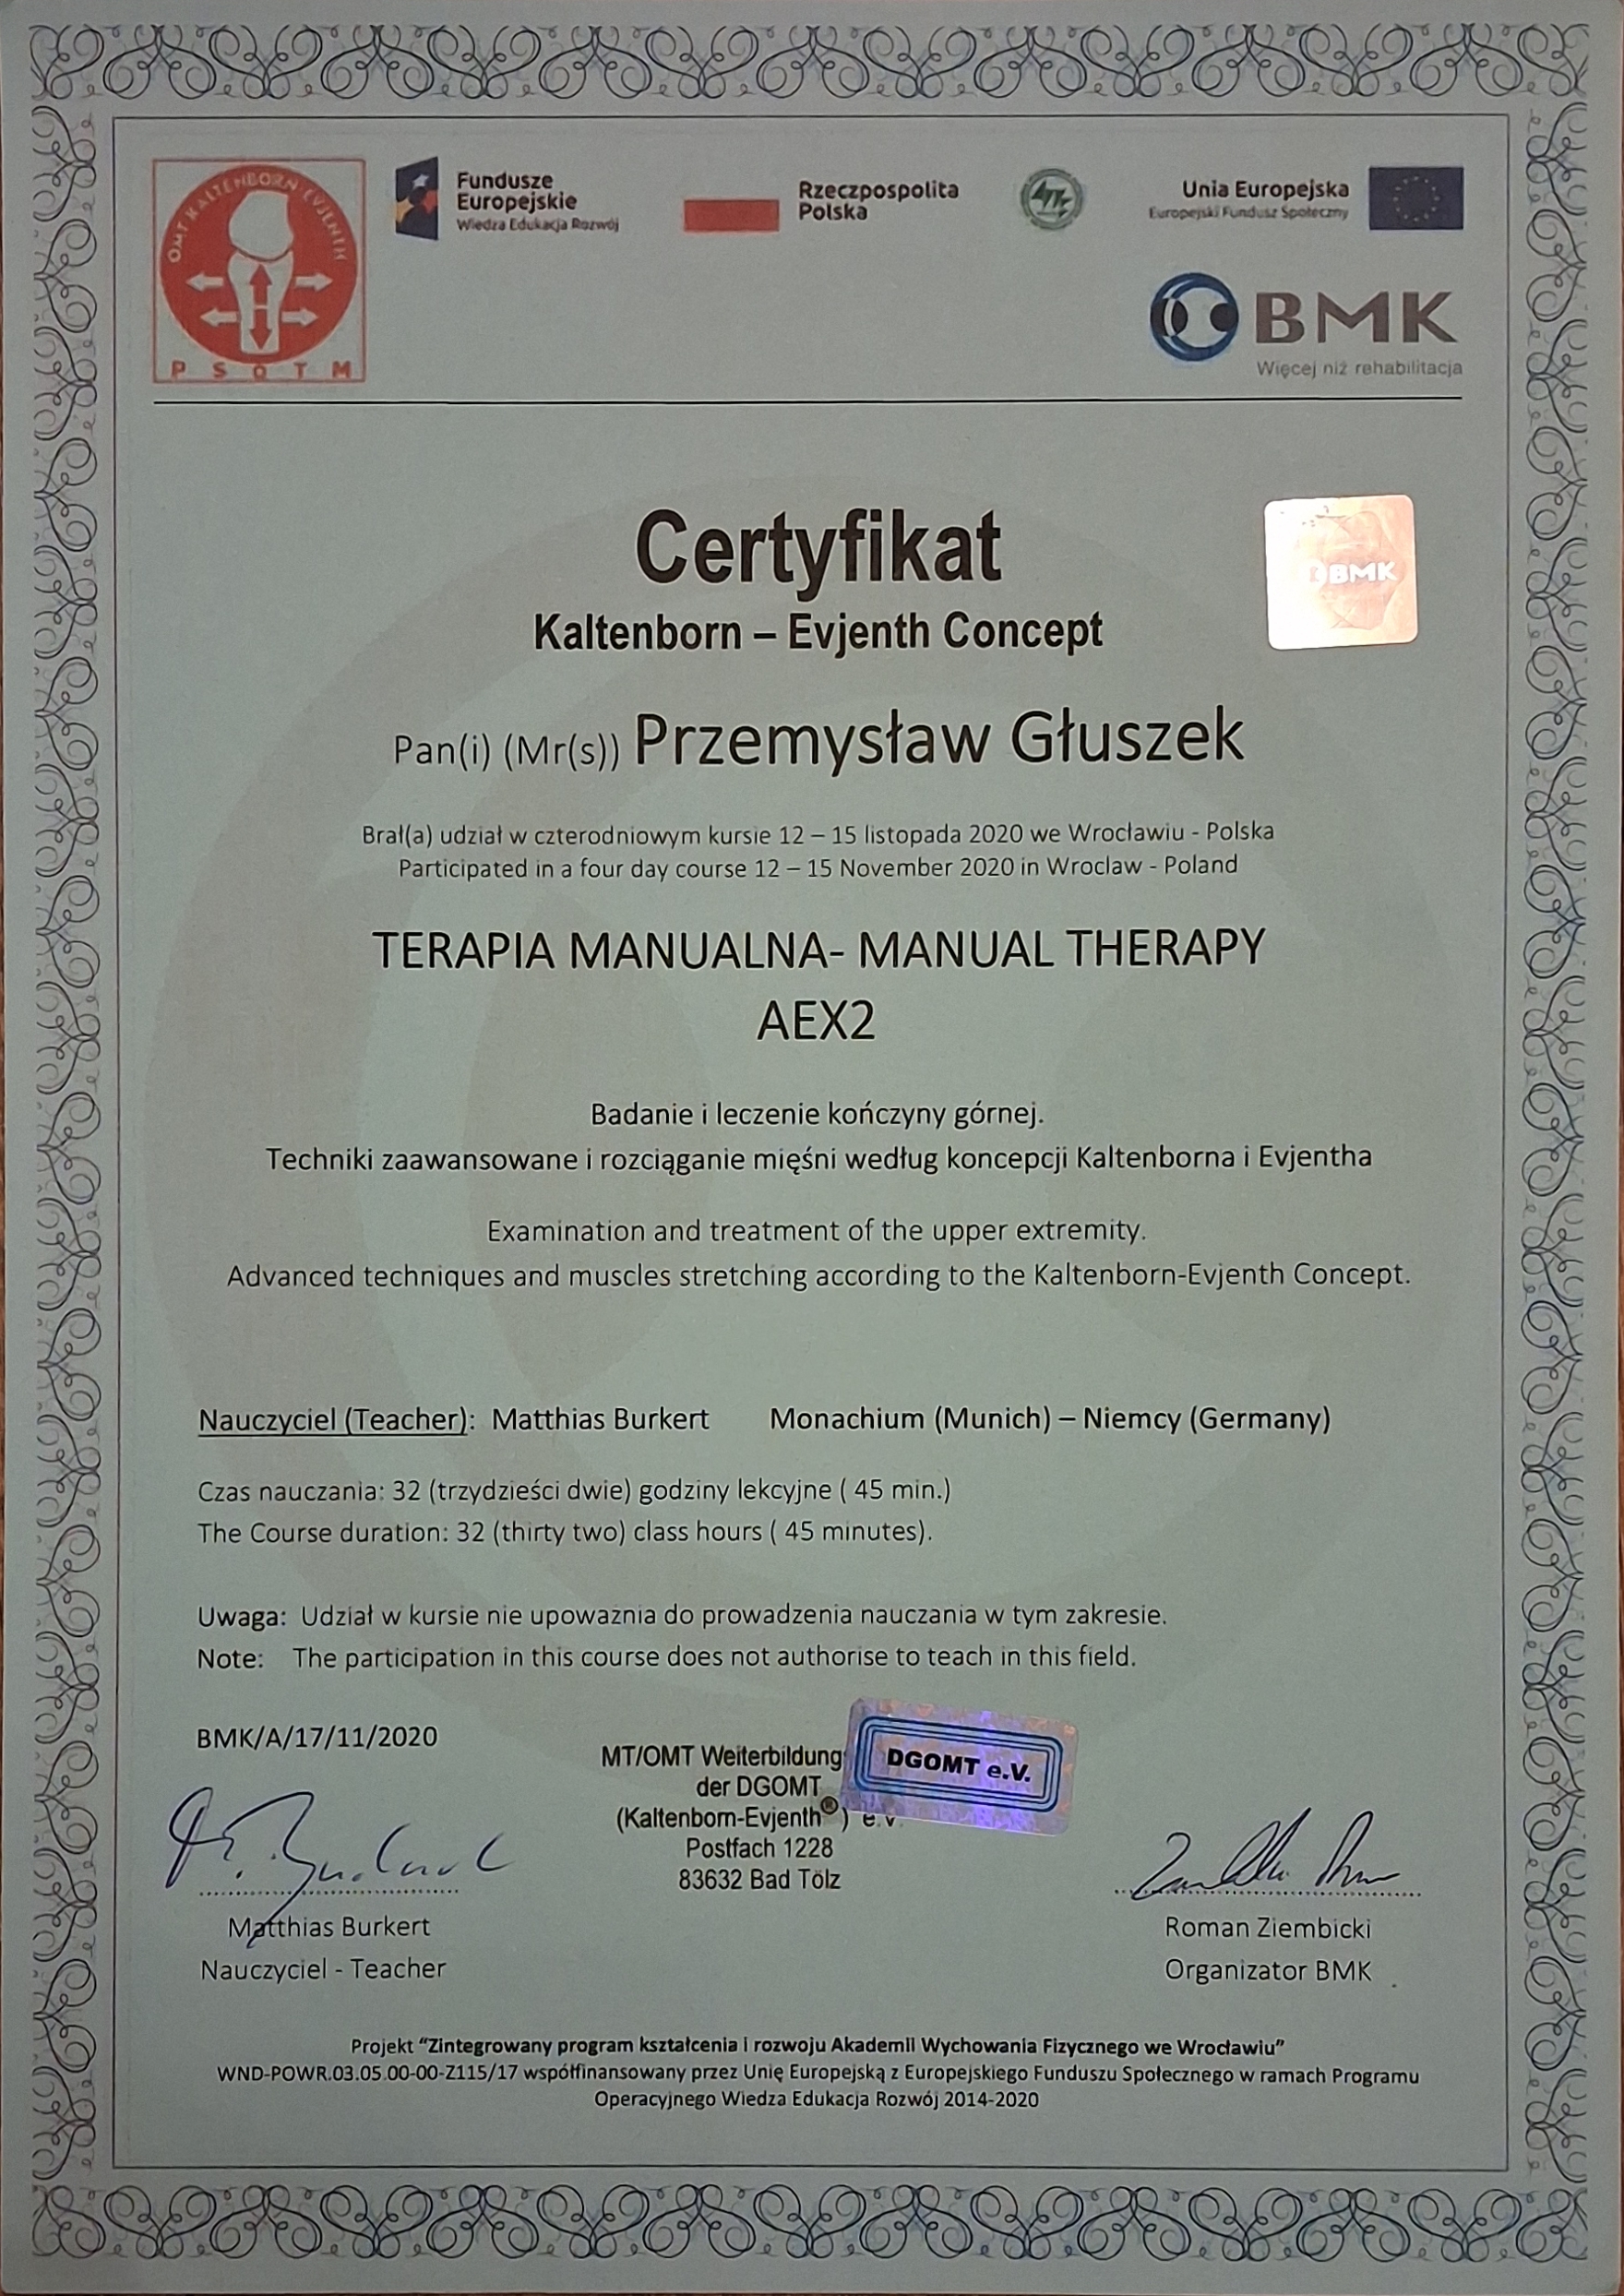 OMT KALTENBORN EVJENTH
P S O T M
Fundusze
Europejskie
Wiedza Edukacja Rozwój
Rzeczpospolita
Polska
Unia Europejska
Europejski Fundusz Społeczny
BMK
Więcej niż rehabilitacja
Certyfikat
BMK
Kaltenborn – Evjenth Concept
Pan(i) (Mr(s)) Przemysław Głuszek
Brał(a) udział w czterodniowym kursie 12 – 15 listopada 2020 we Wrocławiu - Polska
Participated in a four day course 12 – 15 November 2020 in Wroclaw - Poland
TERAPIA MANUALNA- MANUAL THERAPY
AEX2
Badanie i leczenie kończyny górnej.
Techniki zaawansowane i rozciąganie mięśni według koncepcji Kaltenborna i Evjentha
Examination and treatment of the upper extremity.
Advanced techniques and muscles stretching according to the Kaltenborn-Evjenth Concept.
Nauczyciel (Teacher): Matthias Burkert Monachium (Munich) – Niemcy (Germany)
Czas nauczania: 32 (trzydzieści dwie) godziny lekcyjne ( 45 min.)
The Course duration: 32 (thirty two) class hours ( 45 minutes).
Uwaga: Udział w kursie nie upoważnia do prowadzenia nauczania w tym zakresie.
Note: The participation in this course does not authorise to teach in this field.
BMK/A/17/11/2020
MT/OMT Weiterbildung
der DGOMT
(Kaltenborn-Evjenth®) e.V.
Postfach 1228
83632 Bad Tölz
DGOMT e.V.
Matthias Burkert
Nauczyciel - Teacher
Roman Ziembicki
Organizator BMK
Projekt “Zintegrowany program kształcenia i rozwoju Akademii Wychowania Fizycznego we Wrocławiu”
WND-POWR.03.05.00-00-Z115/17 współfinansowany przez Unię Europejską z Europejskiego Funduszu Społecznego w ramach Programu
Operacyjnego Wiedza Edukacja Rozwój 2014-2020